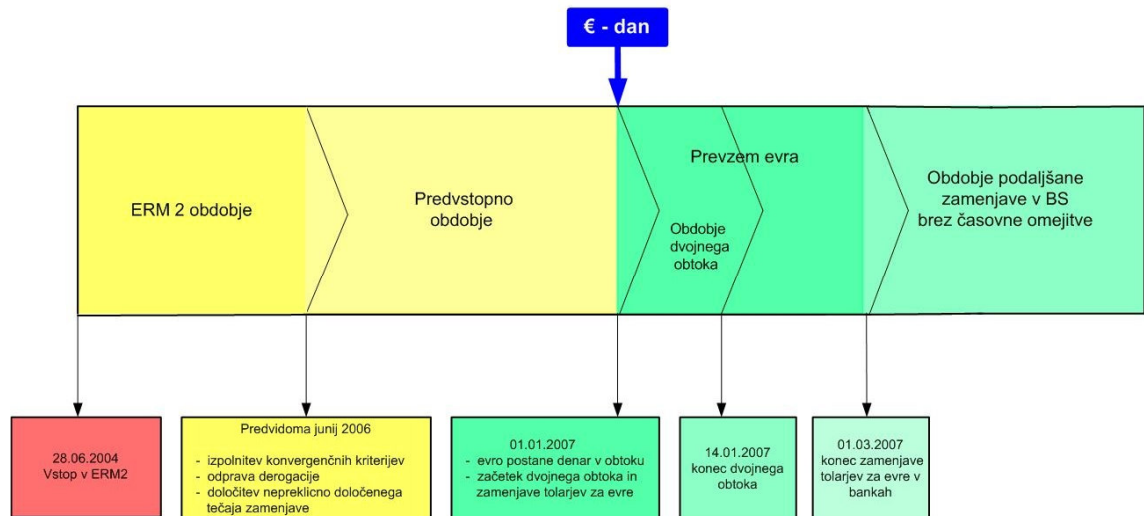 € - dan
ERM 2 obdobje
Predvstopno
obdobje
Prevzem evra
Obdobje
dvojnega
obtoka
Obdobje podaljšane
zamenjave v BS
brez časovne omejitve
28.06.2004
Vstop v ERM2
Predvidoma junij 2006
- izpolnitev konvergenčnih kriterijev
- odprava derogacije
- določitev nepreklicno določenega
tečaja zamenjave
01.01.2007
- evro postane denar v obtoku
- začetek dvojnega obtoka in
zamenjave tolarjev za evre
14.01.2007
konec dvojnega
obtoka
01.03.2007
konec zamenjave
tolarjev za evre v
bankah